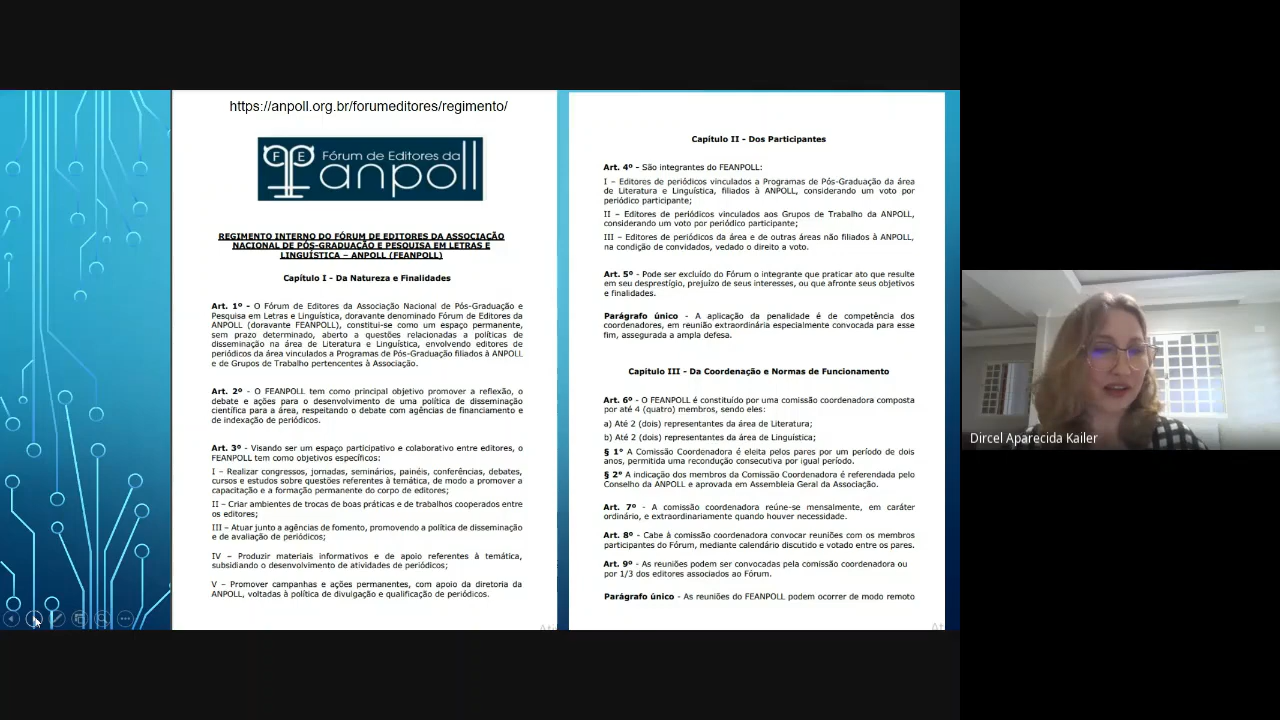 https://anpoll.org.br/forumeditores/regimento/
F E
Fórum de Editores da
anpoll
REGIMENTO INTERNO DO FÓRUM DE EDITORES DA ASSOCIAÇÃO
NACIONAL DE PÓS-GRADUAÇÃO E PESQUISA EM LETRAS E
LINGUÍSTICA – ANPOLL (FEANPOLL)
Capítulo I - Da Natureza e Finalidades
Art. 1º - O Fórum de Editores da Associação Nacional de Pós-Graduação e
Pesquisa em Letras e Linguística, doravante denominado Fórum de Editores da
ANPOLL (doravante FEANPOLL), constitui-se como um espaço permanente,
sem prazo determinado, aberto a questões relacionadas a políticas de
disseminação na área de Literatura e Linguística, envolvendo editores de
periódicos da área vinculados a Programas de Pós-Graduação filiados à ANPOLL
e de Grupos de Trabalho pertencentes à Associação.
Art. 2º - O FEANPOLL tem como principal objetivo promover a reflexão, o
debate e ações para o desenvolvimento de uma política de disseminação
científica para a área, respeitando o debate com agências de financiamento e
de indexação de periódicos.
Art. 3º - Visando ser um espaço participativo e colaborativo entre editores, o
FEANPOLL tem como objetivos específicos:
I – Realizar congressos, jornadas, seminários, painéis, conferências, debates,
cursos e estudos sobre questões referentes à temática, de modo a promover a
capacitação e a formação permanente do corpo de editores;
II – Criar ambientes de trocas de boas práticas e de trabalhos cooperados entre
os editores;
III – Atuar junto a agências de fomento, promovendo a política de disseminação
e de avaliação de periódicos;
IV – Produzir materiais informativos e de apoio referentes à temática,
subsidiando o desenvolvimento de atividades de periódicos;
V – Promover campanhas e ações permanentes, com apoio da diretoria da
ANPOLL, voltadas à política de divulgação e qualificação de periódicos.
Capítulo II - Dos Participantes
Art. 4º - São integrantes do FEANPOLL:
I – Editores de periódicos vinculados a Programas de Pós-Graduação da área
de Literatura e Linguística, filiados à ANPOLL, considerando um voto por
periódico participante;
II – Editores de periódicos vinculados aos Grupos de Trabalho da ANPOLL,
considerando um voto por periódico participante;
III – Editores de periódicos da área e de outras áreas não filiados à ANPOLL,
na condição de convidados, vedado o direito a voto.
Art. 5º - Pode ser excluído do Fórum o integrante que praticar ato que resulte
em seu desprestígio, prejuízo de seus interesses, ou que afronte seus objetivos
e finalidades.
Parágrafo único - A aplicação da penalidade é de competência dos
coordenadores, em reunião extraordinária especialmente convocada para esse
fim, assegurada a ampla defesa.
Capítulo III - Da Coordenação e Normas de Funcionamento
Art. 6º - O FEANPOLL é constituído por uma comissão coordenadora composta
por até 4 (quatro) membros, sendo eles:
a) Até 2 (dois) representantes da área de Literatura;
b) Até 2 (dois) representantes da área de Linguística;
§ 1° A Comissão Coordenadora é eleita pelos pares por um período de dois
anos, permitida uma recondução consecutiva por igual período.
§ 2° A indicação dos membros da Comissão Coordenadora é referendada pelo
Conselho da ANPOLL e aprovada em Assembleia Geral da Associação.
Art. 7º - A comissão coordenadora reúne-se mensalmente, em caráter
ordinário, e extraordinariamente quando houver necessidade.
Art. 8º - Cabe à comissão coordenadora convocar reuniões com os membros
participantes do Fórum, mediante calendário discutido e votado entre os pares.
Art. 9º - As reuniões podem ser convocadas pela comissão coordenadora ou
por 1/3 dos editores associados ao Fórum.
Parágrafo único - As reuniões do FEANPOLL podem ocorrer de modo remoto
Dircel Aparecida Kailer